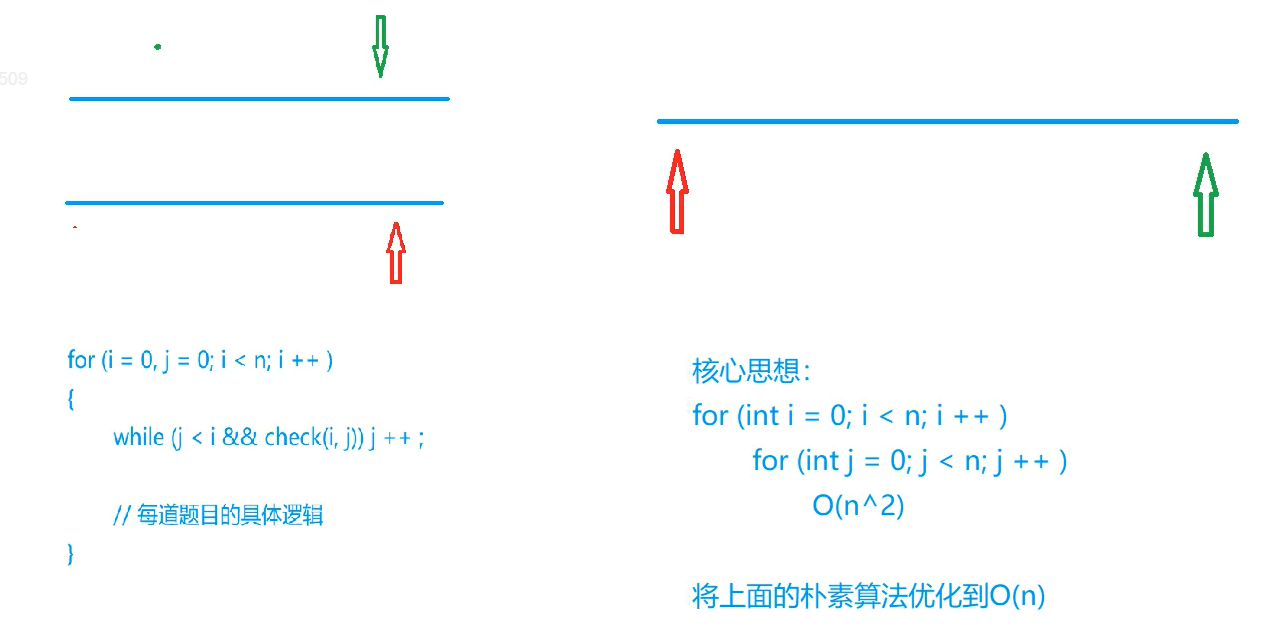 509
for (i = 0, j = 0; i < n; i ++ )
{
while (j < i && check(i, j)) j ++ ;
// 每道题目的具体逻辑
}
核心思想：
for (int i = 0; i < n; i ++ )
for (int j = 0; j < n; j ++ )
O(n^2)
将上面的朴素算法优化到O(n)